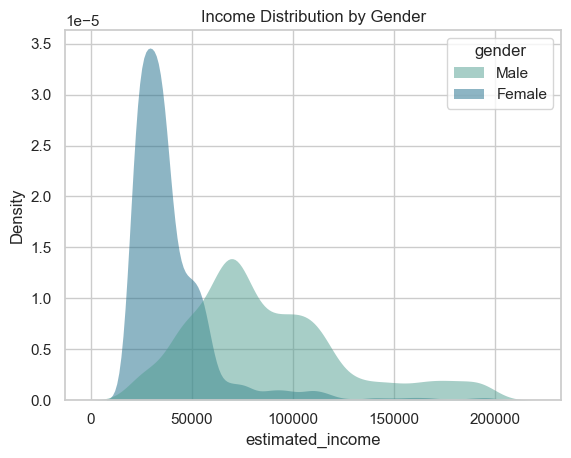 Income Distribution by Gender
1e−5
gender
Male
Female
3.5
3.0
2.5
2.0
1.5
1.0
0.5
0.0
Density
0
50000
100000
150000
200000
estimated_income